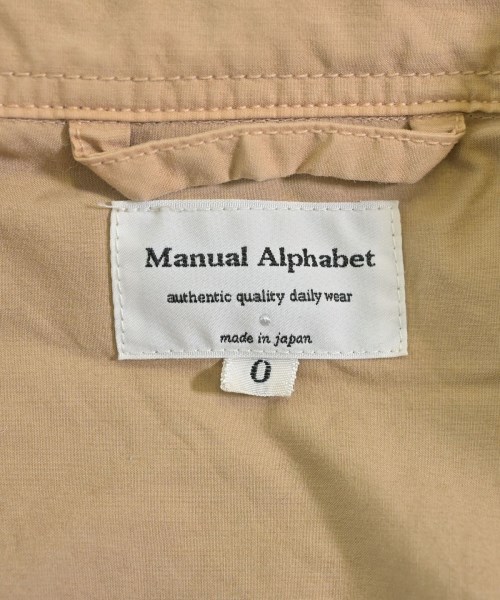 Manual Alphabet
authentic quality daily wear
made in japan
0